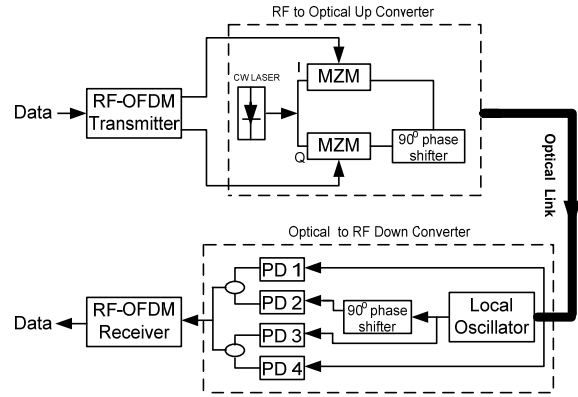 RF to Optical Up Converter
CW LASER
I
MZM
Data
RF-OFDM
Transmitter
Q
MZM
90° phase
shifter
Optical Link
Optical to RF Down Converter
PD 1
PD 2
90° phase
shifter
Local
Oscillator
Data
RF-OFDM
Receiver
PD 3
PD 4